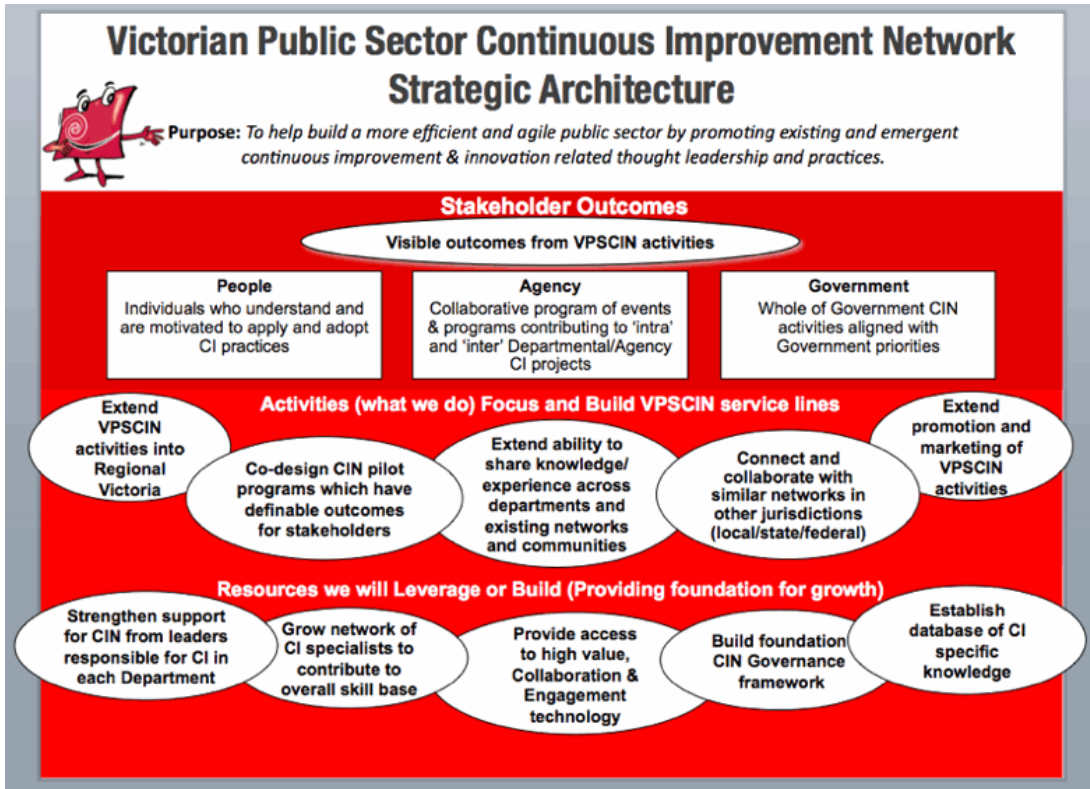 Victorian Public Sector Continuous Improvement Network
Strategic Architecture
Purpose: To help build a more efficient and agile public sector by promoting existing and emergent
continuous improvement & innovation related thought leadership and practices.
Stakeholder Outcomes
Visible outcomes from VPSCIN activities
People
Individuals who understand and
are motivated to apply and adopt
CI practices
Agency
Collaborative program of events
& programs contributing to ‘intra’
and ‘inter’ Departmental/Agency
CI projects
Government
Whole of Government CIN
activities aligned with
Government priorities
Activities (what we do) Focus and Build VPSCIN service lines
Extend
VPSCIN
activities into
Regional
Victoria
Co-design CIN pilot
programs which have
definable outcomes
for stakeholders
Extend ability to
share knowledge/
experience across
departments and
existing networks
and communities
Connect and
collaborate with
similar networks in
other jurisdictions
(local/state/federal)
Extend
promotion and
marketing of
VPSCIN
activities
Resources we will Leverage or Build (Providing foundation for growth)
Strengthen support
for CIN from leaders
responsible for CI in
each Department
Grow network of
CI specialists to
contribute to
overall skill base
Provide access
to high value,
Collaboration &
Engagement
technology
Build foundation
CIN Governance
framework
Establish
database of CI
specific
knowledge